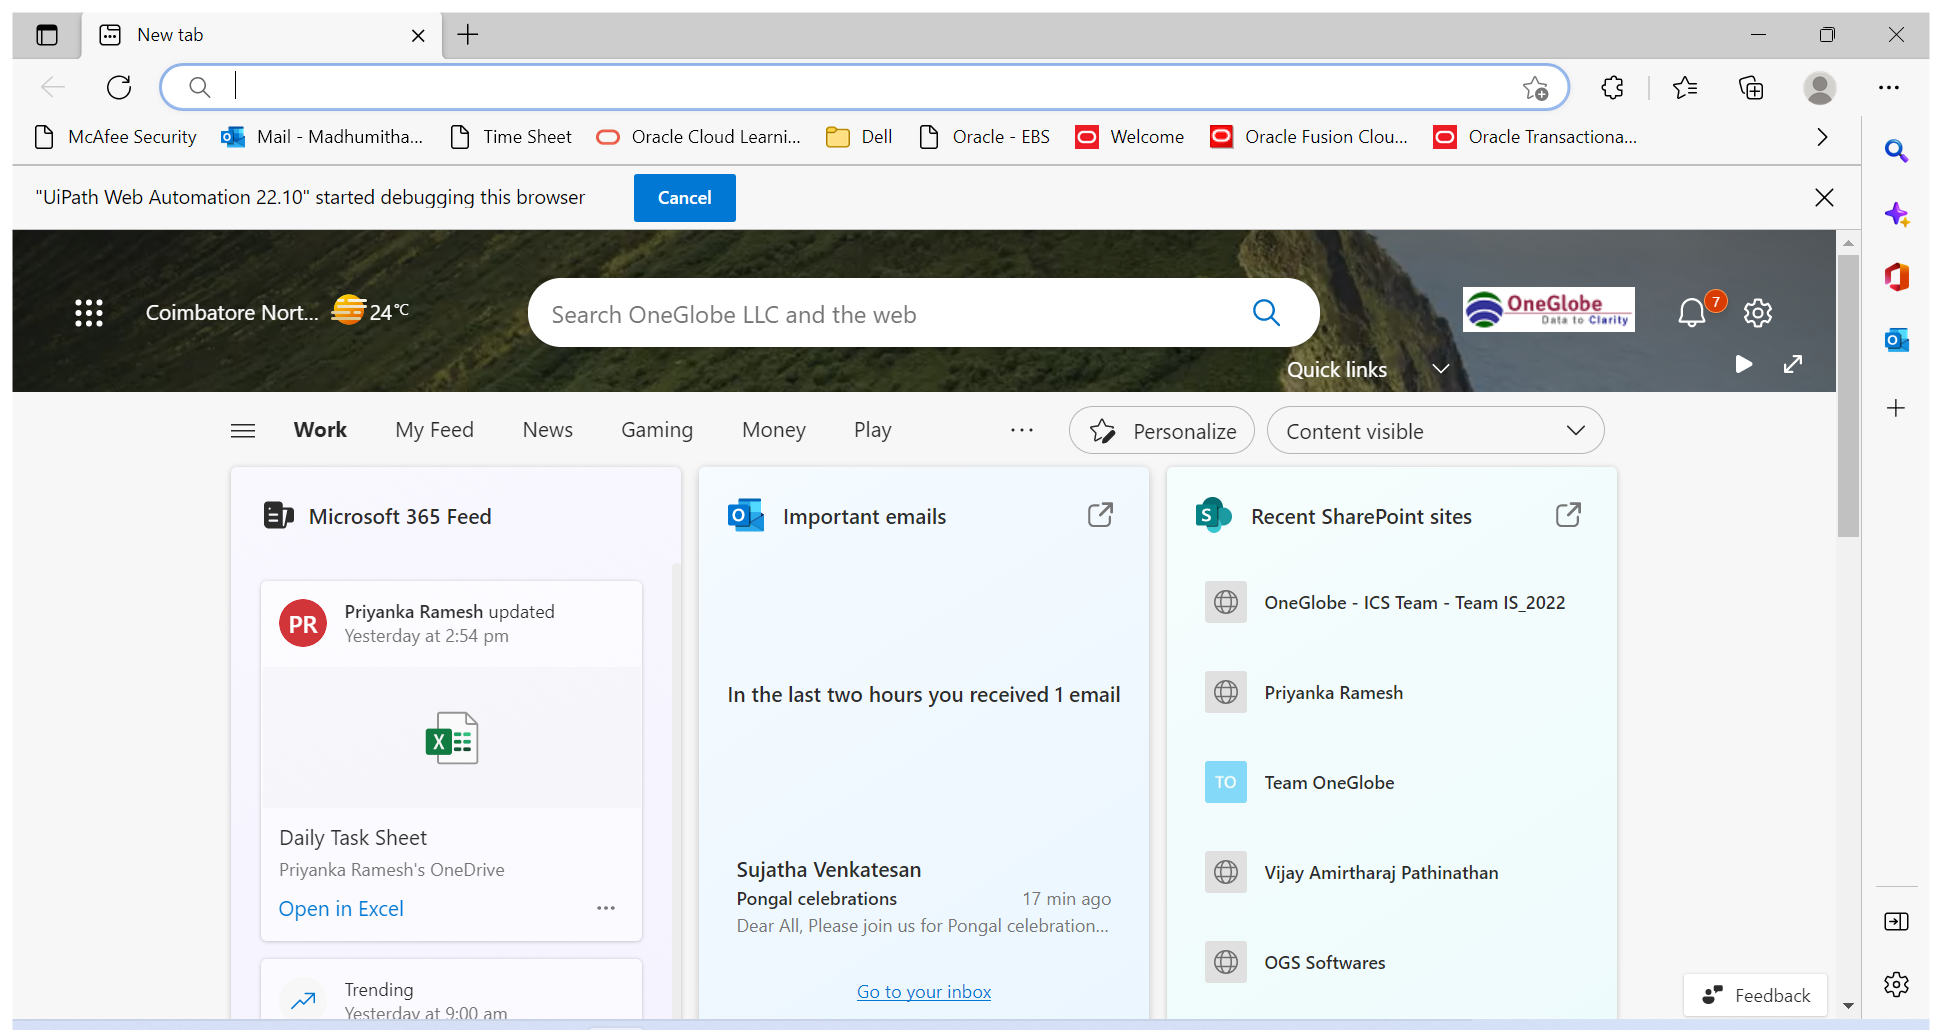 New tab
McAfee Security
Mail - Madhumitha...
Time Sheet
Oracle Cloud Learni...
Dell
Oracle - EBS
Welcome
Oracle Fusion Clou...
Oracle Transactiona...
"UiPath Web Automation 22.10" started debugging this browser
Cancel
Coimbatore Nort...
24°C
Search OneGlobe LLC and the web
OneGlobe
Data to Clarity
7
Quick links
Work
My Feed
News
Gaming
Money
Play
Personalize
Content visible
Microsoft 365 Feed
PR
Priyanka Ramesh updated
Yesterday at 2:54 pm
X
Daily Task Sheet
Priyanka Ramesh's OneDrive
Open in Excel
Trending
Yesterday at 9:00 am
Important emails
In the last two hours you received 1 email
Sujatha Venkatesan
Pongal celebrations
17 min ago
Dear All, Please join us for Pongal celebration...
Go to your inbox
S
Recent SharePoint sites
OneGlobe - ICS Team - Team IS_2022
Priyanka Ramesh
TO
Team OneGlobe
Vijay Amirtharaj Pathinathan
OGS Softwares
Feedback